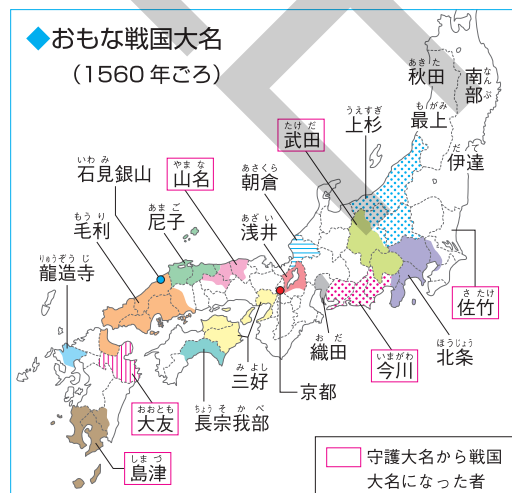 ◆おもな戦国大名
（1560年ごろ）
あきた
秋田
なんぶ
南部
うえすぎ
上杉
もがみ
最上
たけだ
武田
だて
伊達
いわみ
石見銀山
やまな
山名
あさくら
朝倉
もうり
毛利
あまご
尼子
あざい
浅井
りゅうぞうじ
龍造寺
さたけ
佐竹
おだ
織田
いまがわ
今川
ほうじょう
北条
みよし
三好
京都
おおとも
大友
ちょうそかべ
長宗我部
しまづ
島津
守護大名から戦国
大名になった者